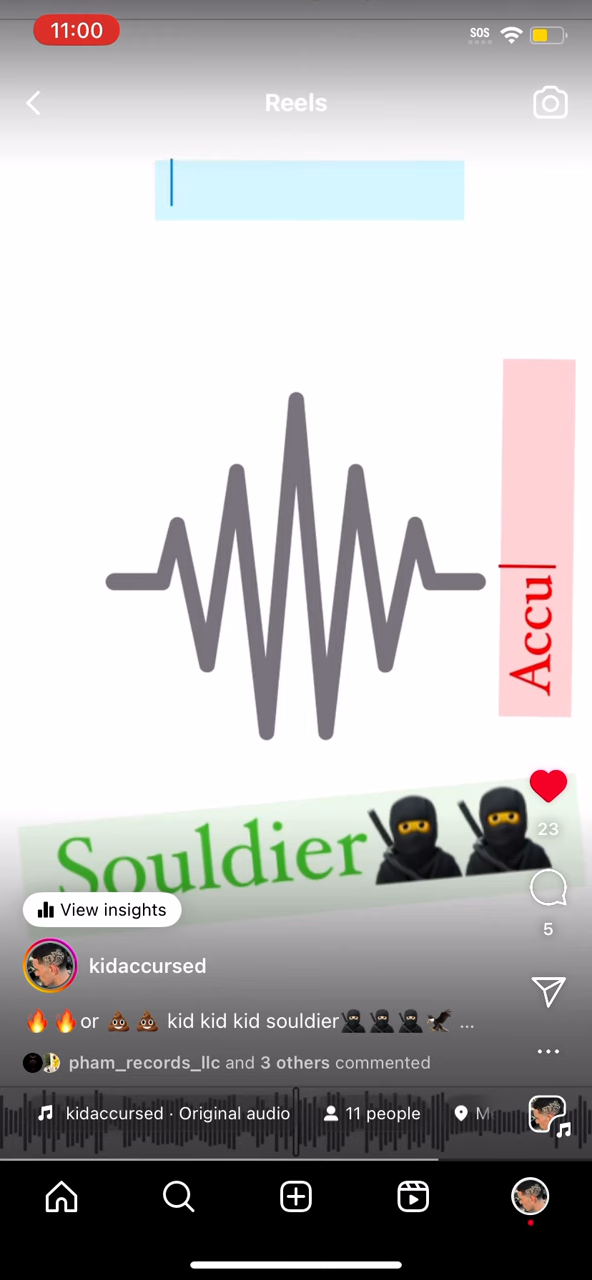 11:00
SOS
Reels
Accu
Souldier🥷🥷
23
View insights
5
kidaccursed
🔥🔥or 💩💩 kid kid kid souldier🥷🥷🥷🦅 ...
pham_records_llc and 3 others commented
kidaccursed · Original audio
11 people
M